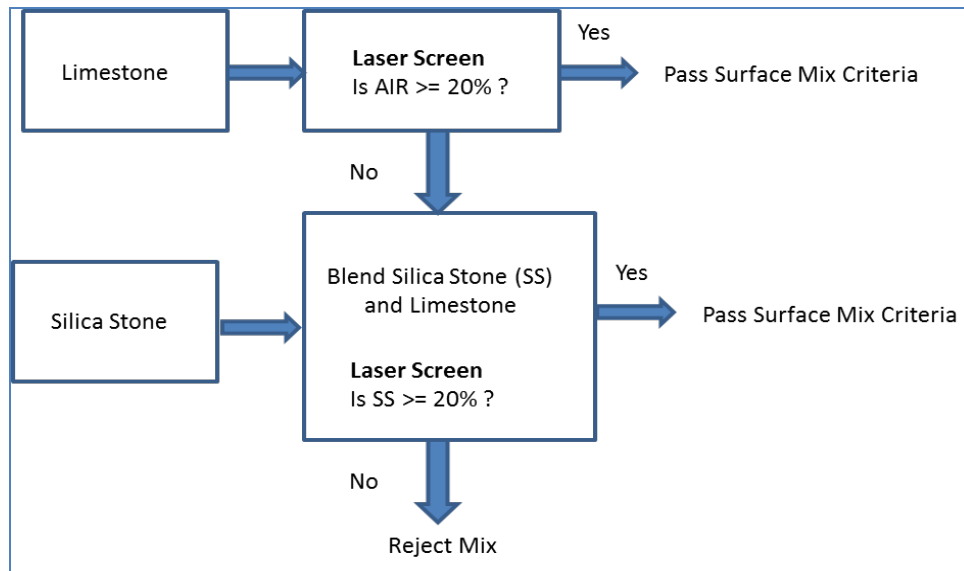 Limestone
Laser Screen
Is AIR >= 20% ?
Yes
Pass Surface Mix Criteria
No
Silica Stone
Blend Silica Stone (SS)
and Limestone
Laser Screen
Is SS >= 20% ?
Yes
Pass Surface Mix Criteria
No
Reject Mix